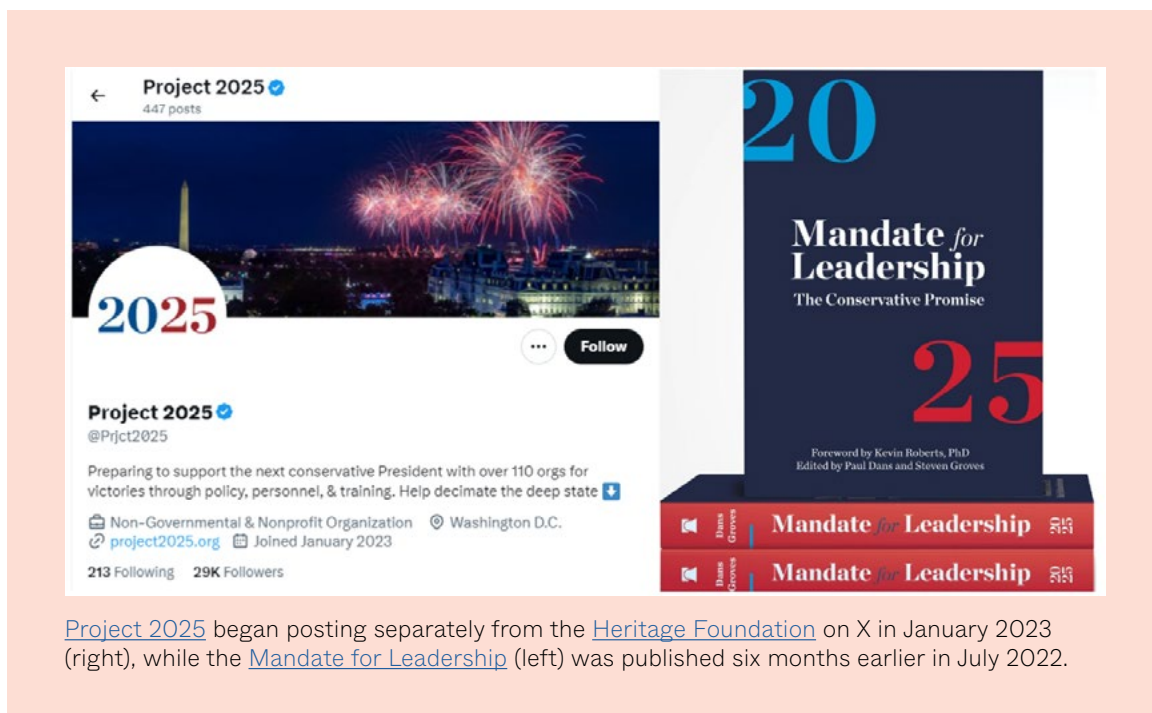 Project 2025
447 posts
2025
Follow
Project 2025
@Prjct2025
Preparing to support the next conservative President with over 110 orgs for
victories through policy, personnel, & training. Help decimate the deep state ⬇️
Non-Governmental & Nonprofit Organization Washington D.C.
project2025.org Joined January 2023
213 Following 29K Followers
20
Mandate for
Leadership
The Conservative Promise
25
Foreword by Kevin Roberts, PhD
Edited by Paul Dans and Steven Groves
Dans
Groves
Mandate for Leadership
20
25
Dans
Groves
Mandate for Leadership
20
25
Project 2025 began posting separately from the Heritage Foundation on X in January 2023
(right), while the Mandate for Leadership (left) was published six months earlier in July 2022.